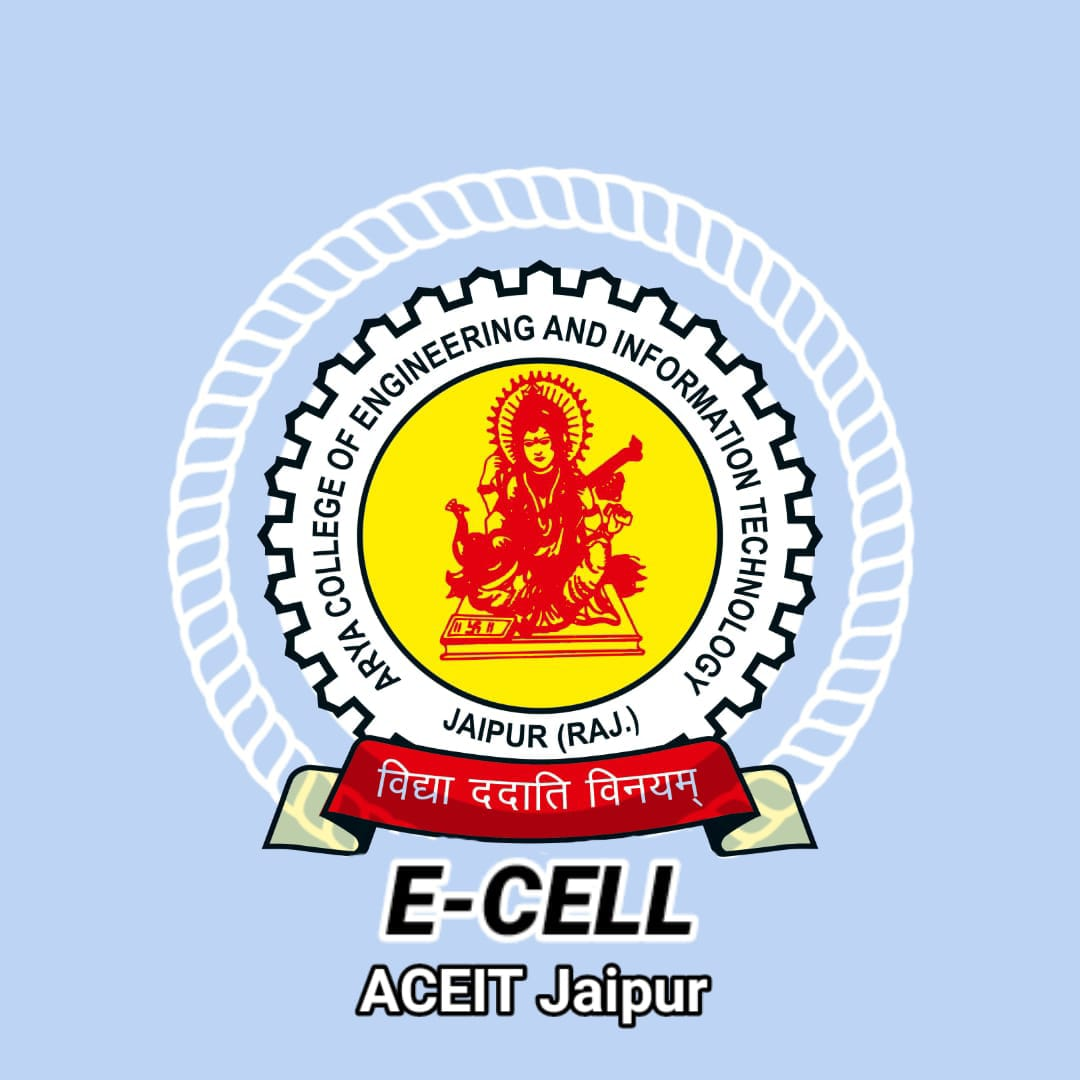 ARYA COLLEGE OF ENGINEERING AND INFORMATION TECHNOLOGY
JAIPUR (RAJ.)
विद्या ददाति विनयम्
E-CELL
ACEIT Jaipur